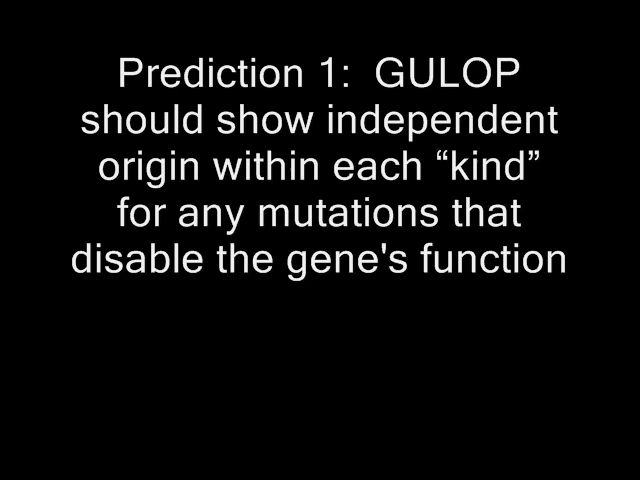 Prediction 1:  GULOP
should show independent
origin within each “kind”
for any mutations that
disable the gene's function